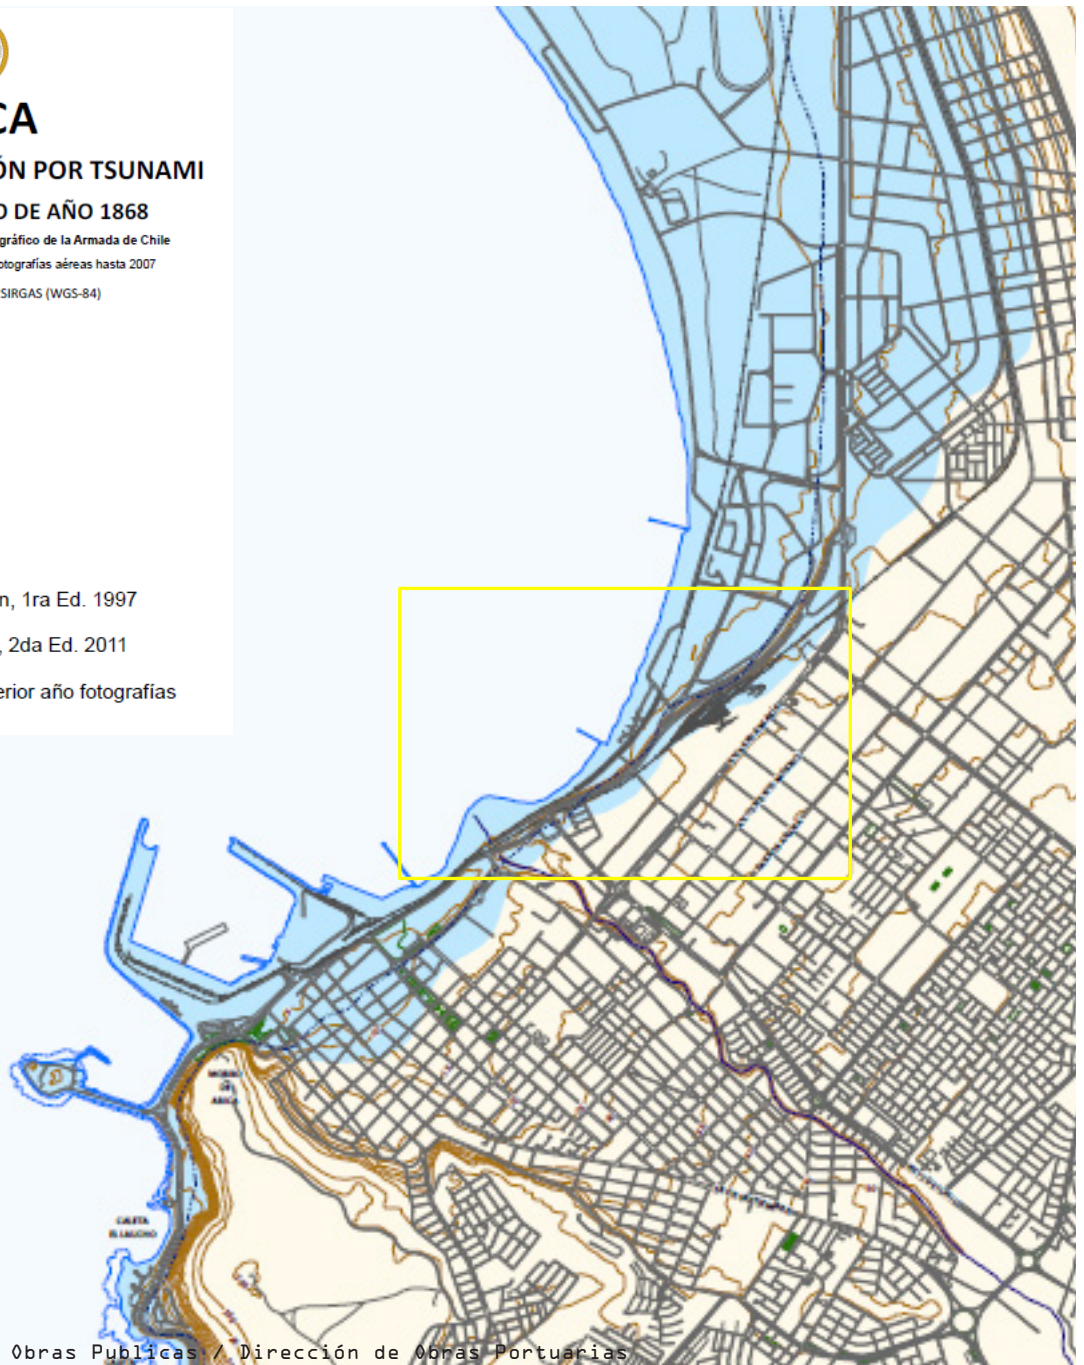 CA
ÓN POR TSUNAMI
O DE AÑO 1868
gráfico de la Armada de Chile
otografías aéreas hasta 2007
SIRGAS (WGS-84)
n, 1ra Ed. 1997
, 2da Ed. 2011
erior año fotografías
MORRO
DE
ARICA
CALETA
EL LAUCHO
Obras Publicas / Dirección de Obras Portuarias